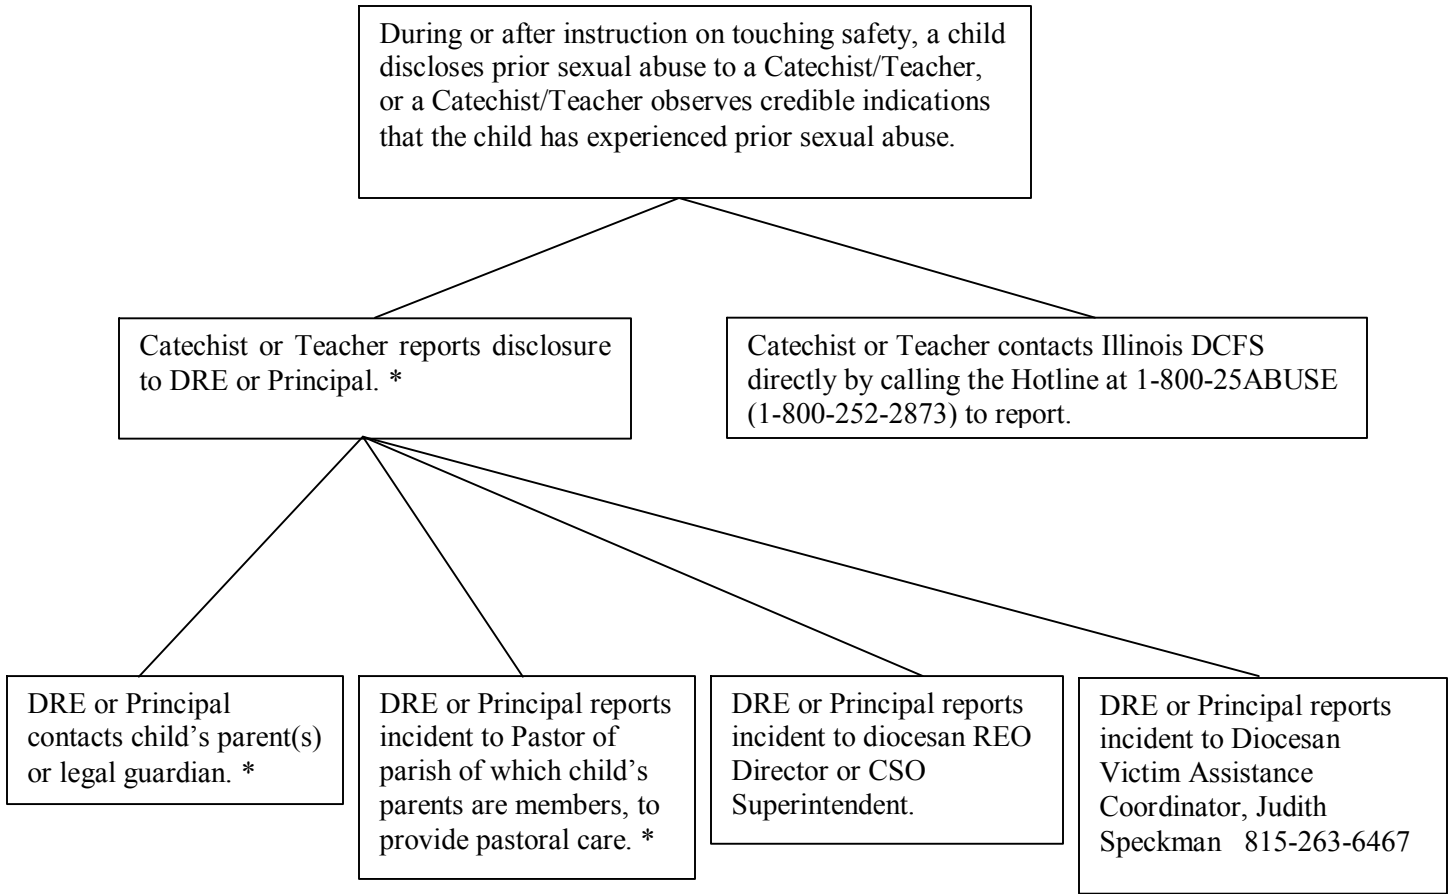 During or after instruction on touching safety, a child
discloses prior sexual abuse to a Catechist/Teacher,
or a Catechist/Teacher observes credible indications
that the child has experienced prior sexual abuse.
Catechist or Teacher reports disclosure
to DRE or Principal. *
Catechist or Teacher contacts Illinois DCFS
directly by calling the Hotline at 1-800-25ABUSE
(1-800-252-2873) to report.
DRE or Principal
contacts child’s parent(s)
or legal guardian. *
DRE or Principal reports
incident to Pastor of
parish of which child’s
parents are members, to
provide pastoral care. *
DRE or Principal reports
incident to diocesan REO
Director or CSO
Superintendent.
DRE or Principal reports
incident to Diocesan
Victim Assistance
Coordinator, Judith
Speckman 815-263-6467